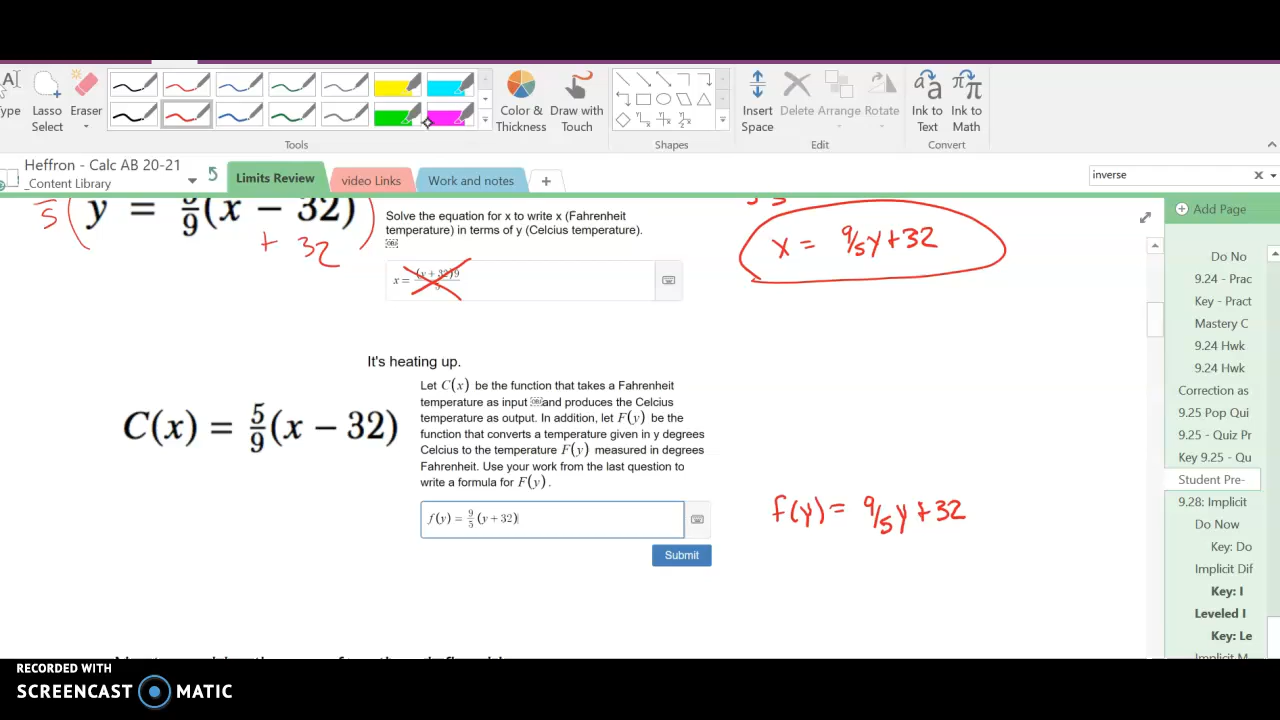 Type
Lasso Select
Eraser
Color & Thickness
Draw with Touch
Insert Space
Delete
Arrange
Rotate
Ink to Text
Ink to Math
Tools
Shapes
Edit
Convert
Heffron - Calc AB 20-21
_Content Library
Limits Review
video Links
Work and notes
+
inverse
Add Page
y = 5/9(x − 32)
5
+ 32
Solve the equation for x to write x (Fahrenheit
temperature) in terms of y (Celcius temperature).
x = (y + 32)9
x = 9/5y+32
It's heating up.
C(x) = 5/9(x − 32)
Let C(x) be the function that takes a Fahrenheit
temperature as input and produces the Celcius
temperature as output. In addition, let F(y) be the
function that converts a temperature given in y degrees
Celcius to the temperature F(y) measured in degrees
Fahrenheit. Use your work from the last question to
write a formula for F(y).
f(y) = 9/5 (y + 32)
Submit
f(y) = 9/5y+32
Do No
9.24 - Prac
Key - Pract
Mastery C
9.24 Hwk
9.24 Hwk
Correction as
9.25 Pop Qui
9.25 - Quiz Pr
Key 9.25 - Qu
Student Pre-
9.28: Implicit
Do Now
Key: Do
Implicit Dif
Key: I
Leveled I
Key: Le
RECORDED WITH
SCREENCAST MATIC